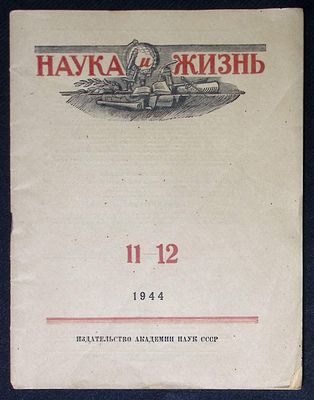 НАУКА и ЖИЗНЬ
11—12
1944
ИЗДАТЕЛЬСТВО АКАДЕМИИ НАУК СССР